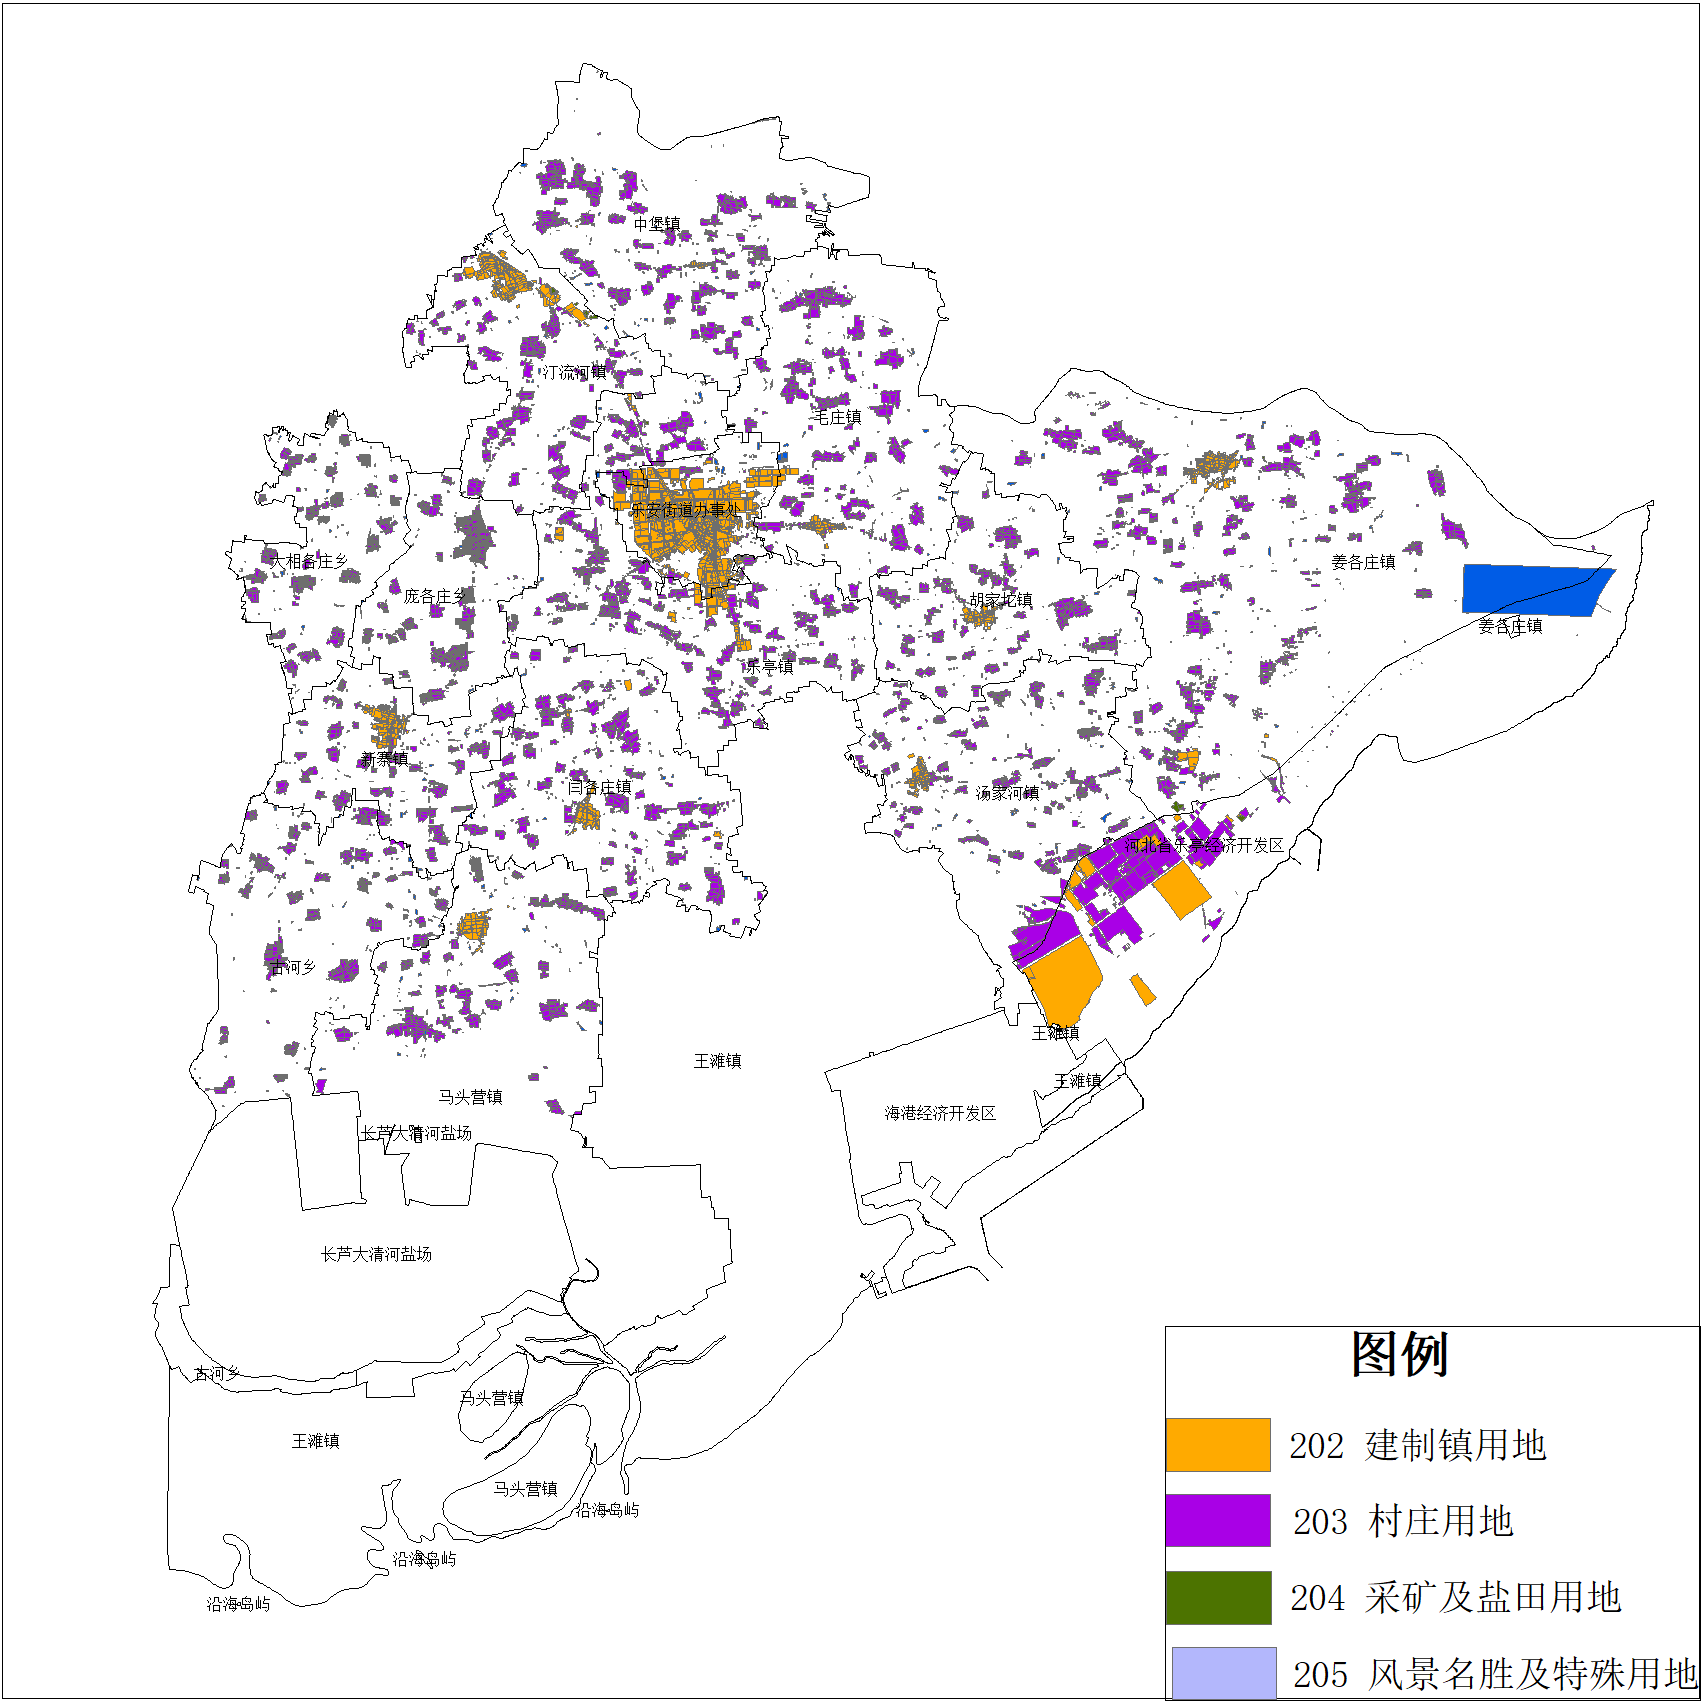 中堡镇
汀流河镇
毛庄镇
乐安街道办事处
大相各庄乡
姜各庄镇
庞各庄乡
胡家坨镇
姜各庄镇
乐亭镇
新寨镇
闫各庄镇
汤家河镇
河北省乐亭经济开发区
古河乡
王滩镇
王滩镇
王滩镇
马头营镇
海港经济开发区
长芦大清河盐场
长芦大清河盐场
古河乡
马头营镇
王滩镇
马头营镇
沿海岛屿
沿海岛屿
沿海岛屿
图例
202 建制镇用地
203 村庄用地
204 采矿及盐田用地
205 风景名胜及特殊用地